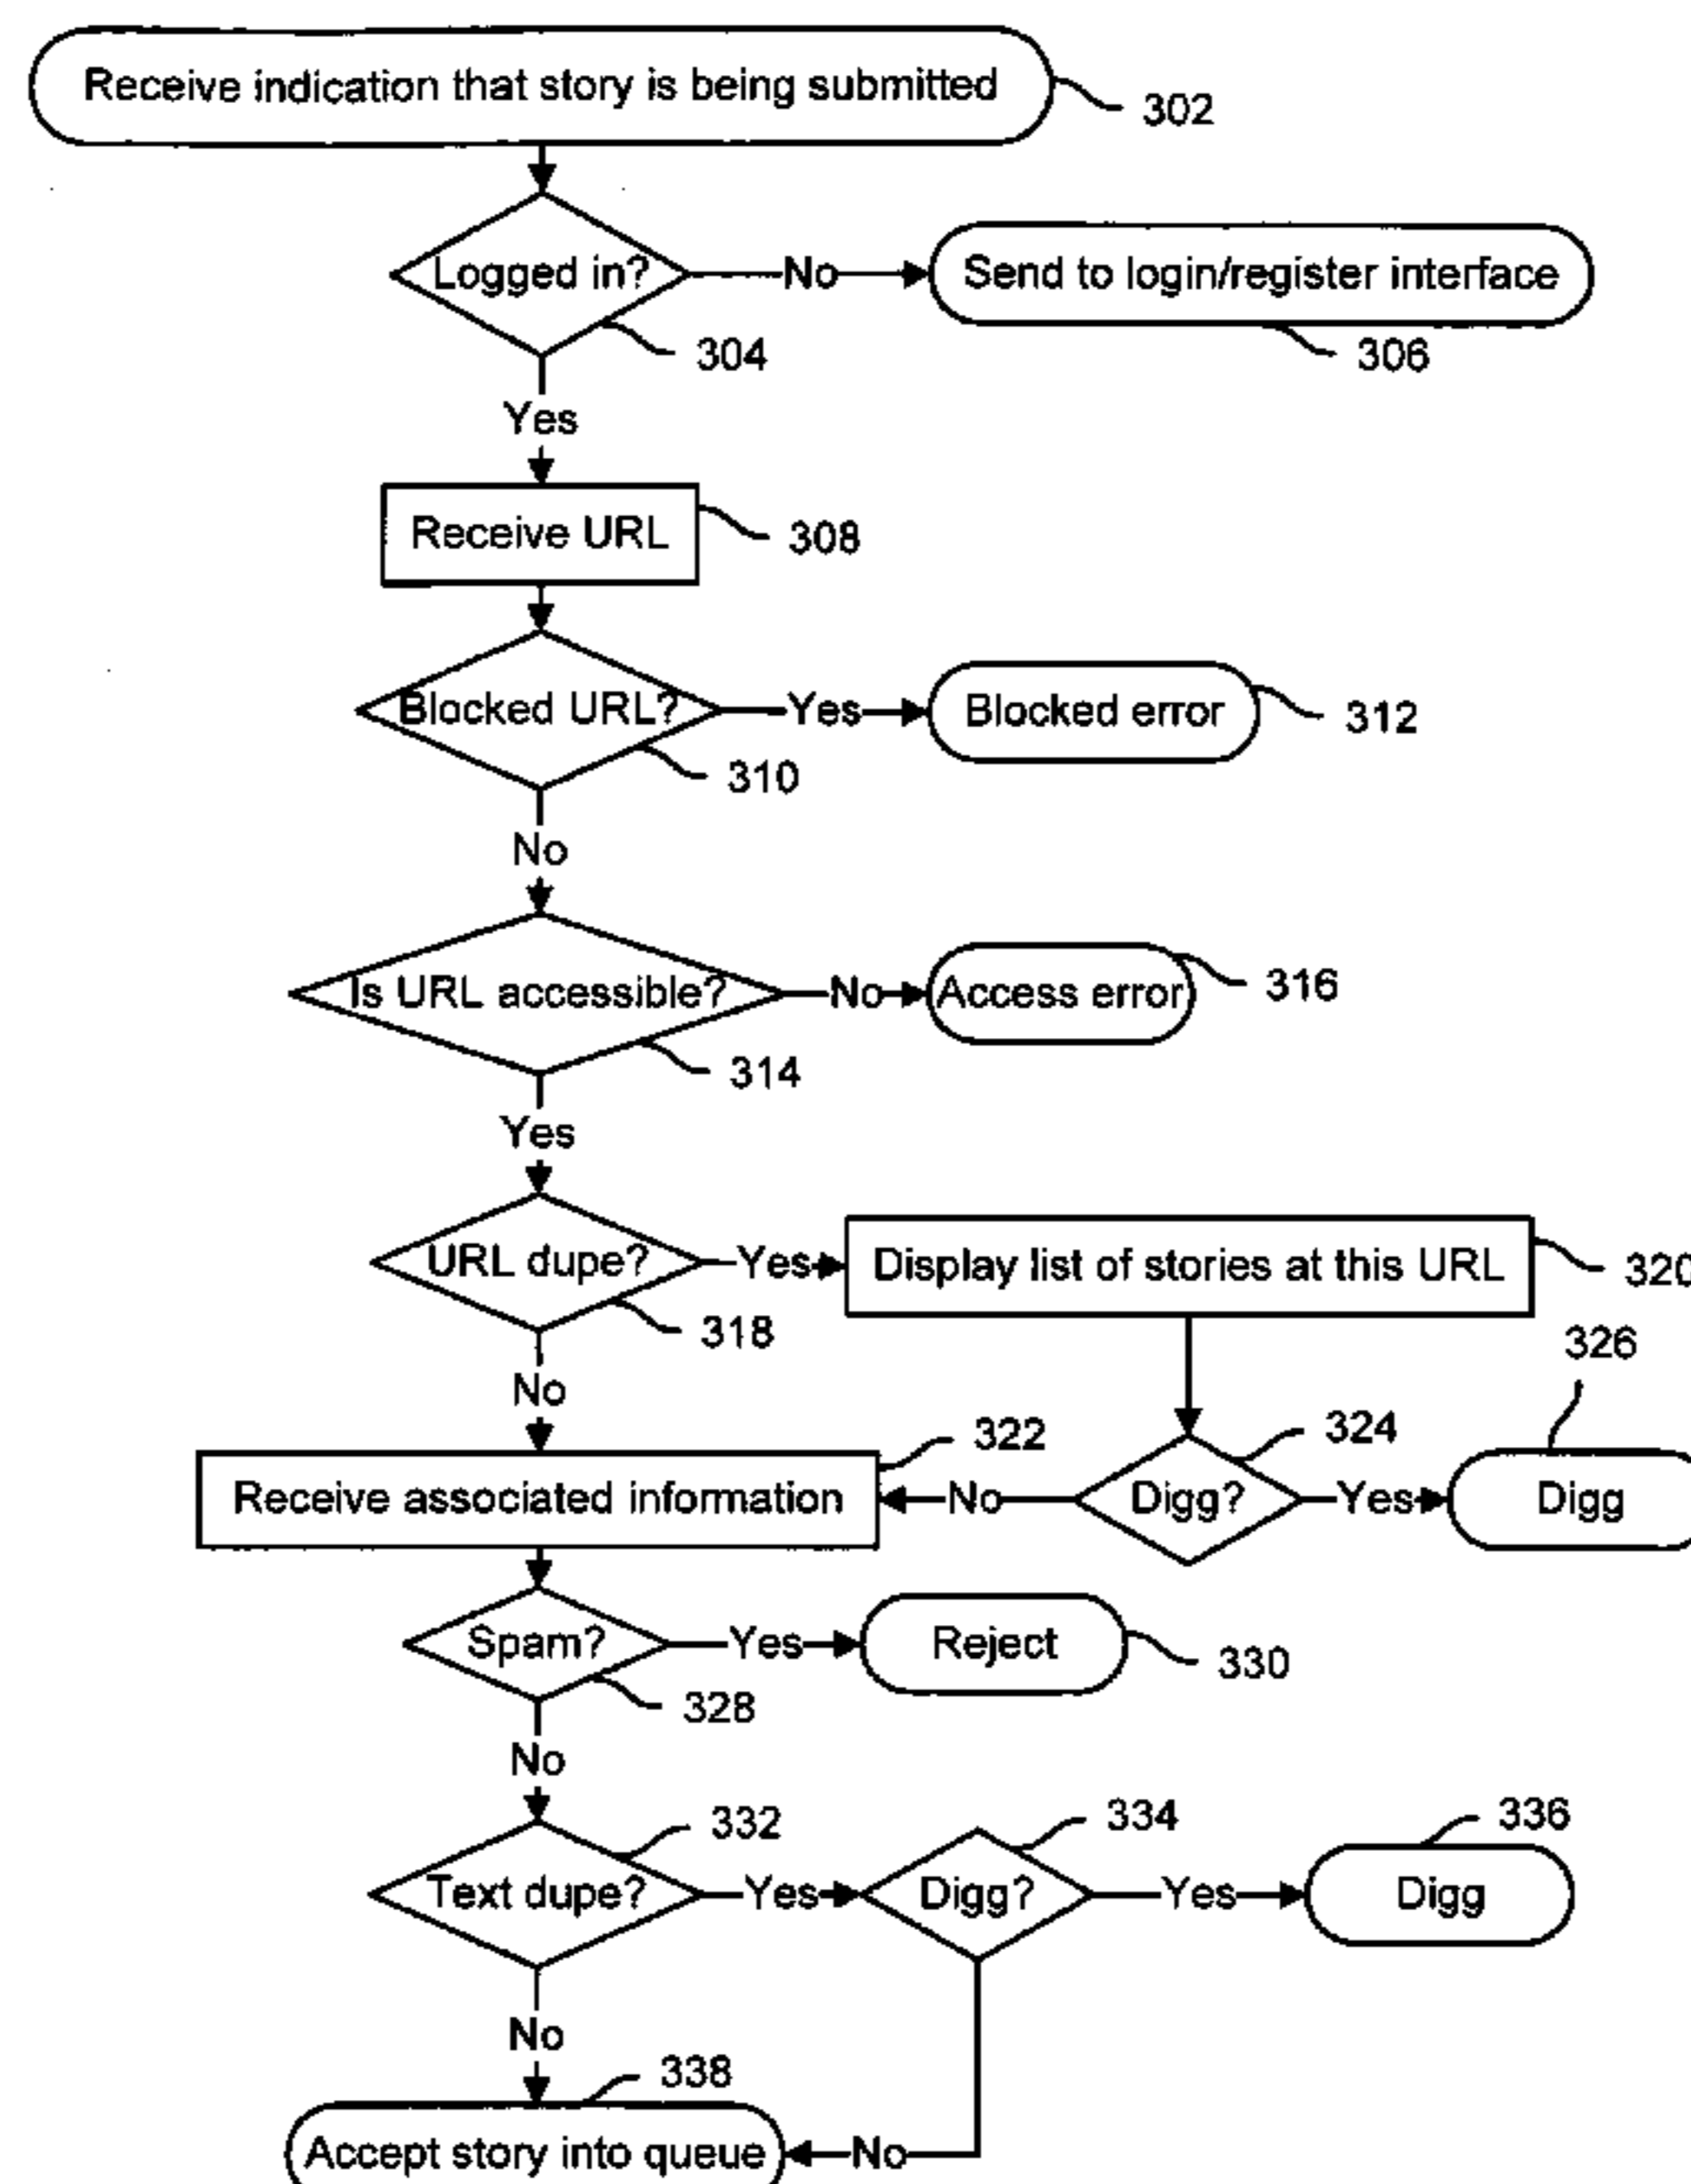 Receive indication that story is being submitted
302
Logged in?
No
Send to login/register interface
304
306
Yes
Receive URL
308
Blocked URL?
Yes
Blocked error
312
310
No
Is URL accessible?
No
Access error
316
314
Yes
URL dupe?
Yes
Display list of stories at this URL
320
318
326
No
322
324
Receive associated information
No
Digg?
Yes
Digg
Spam?
Yes
Reject
330
328
No
332
334
336
Text dupe?
Yes
Digg?
Yes
Digg
No
338
Accept story into queue
No